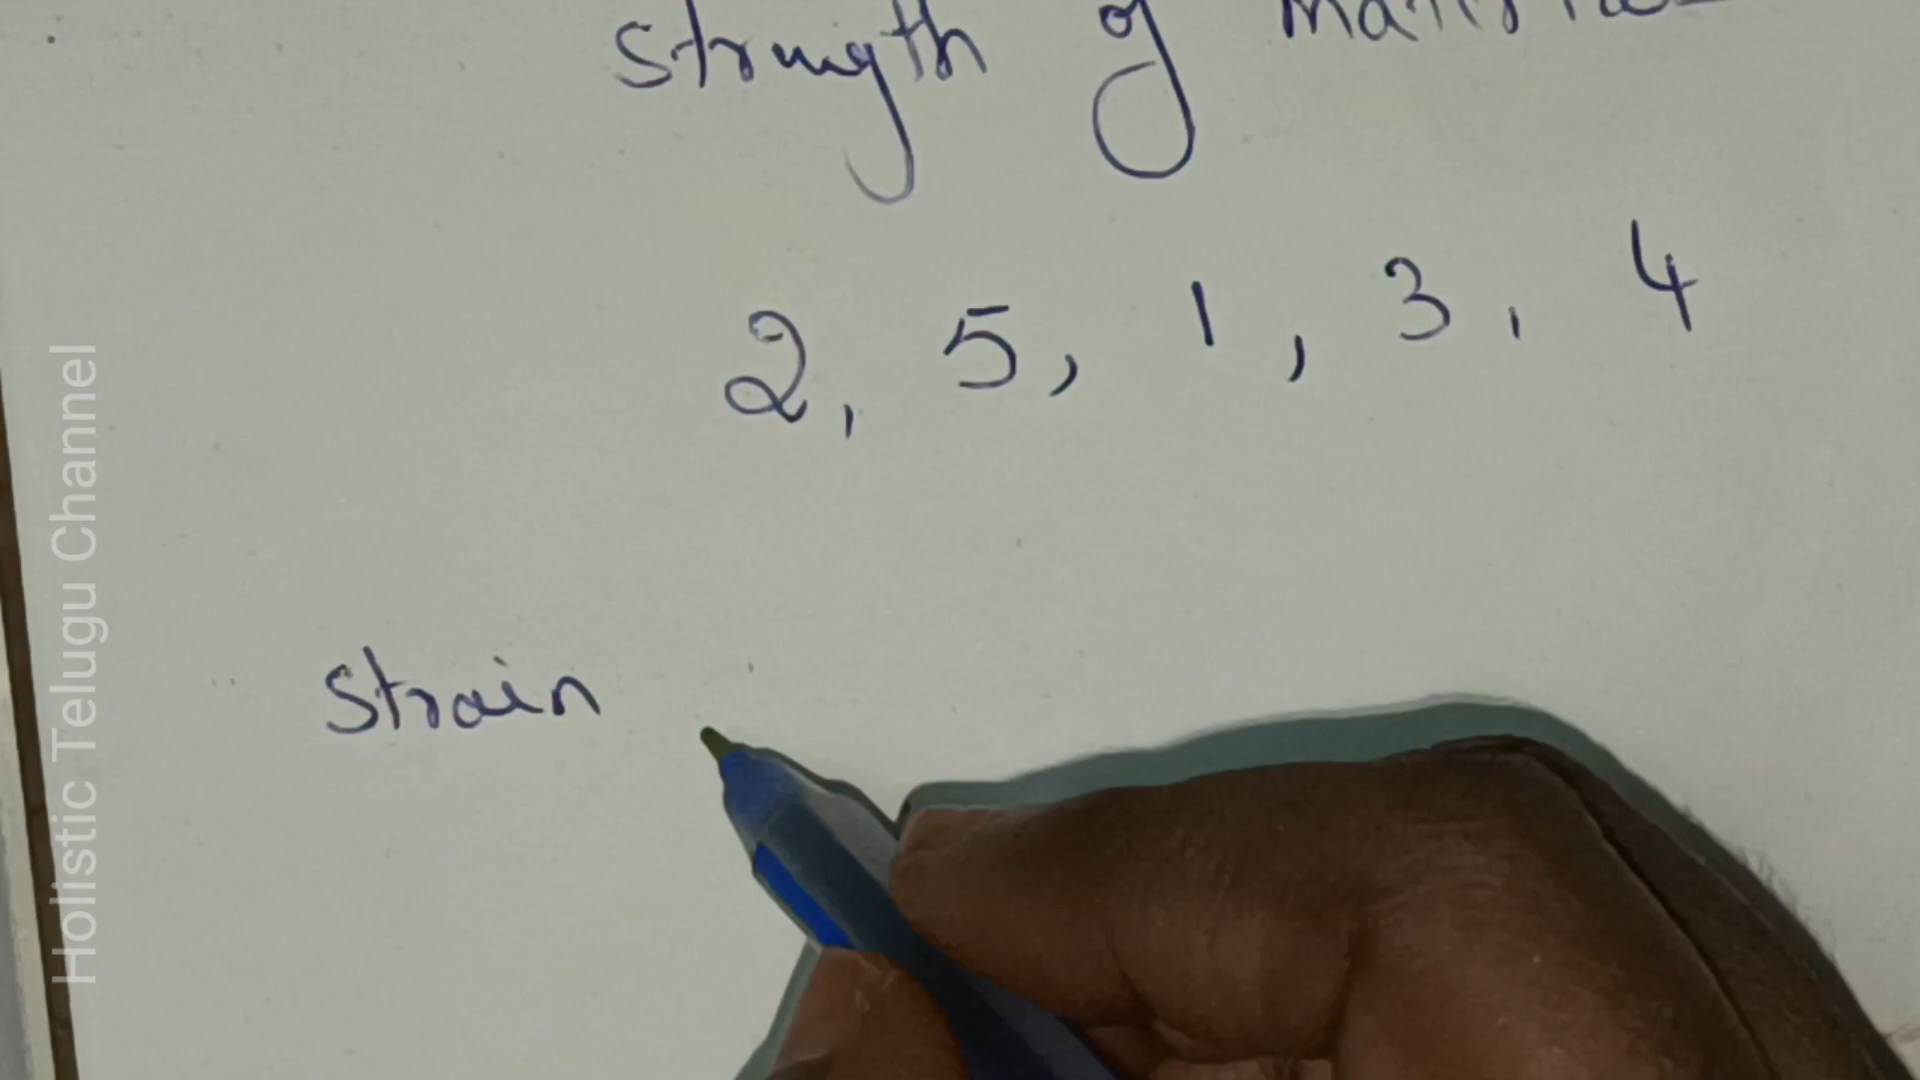 Strength of
2, 5, 1, 3, 4
Strain
Holistic Telugu Channel